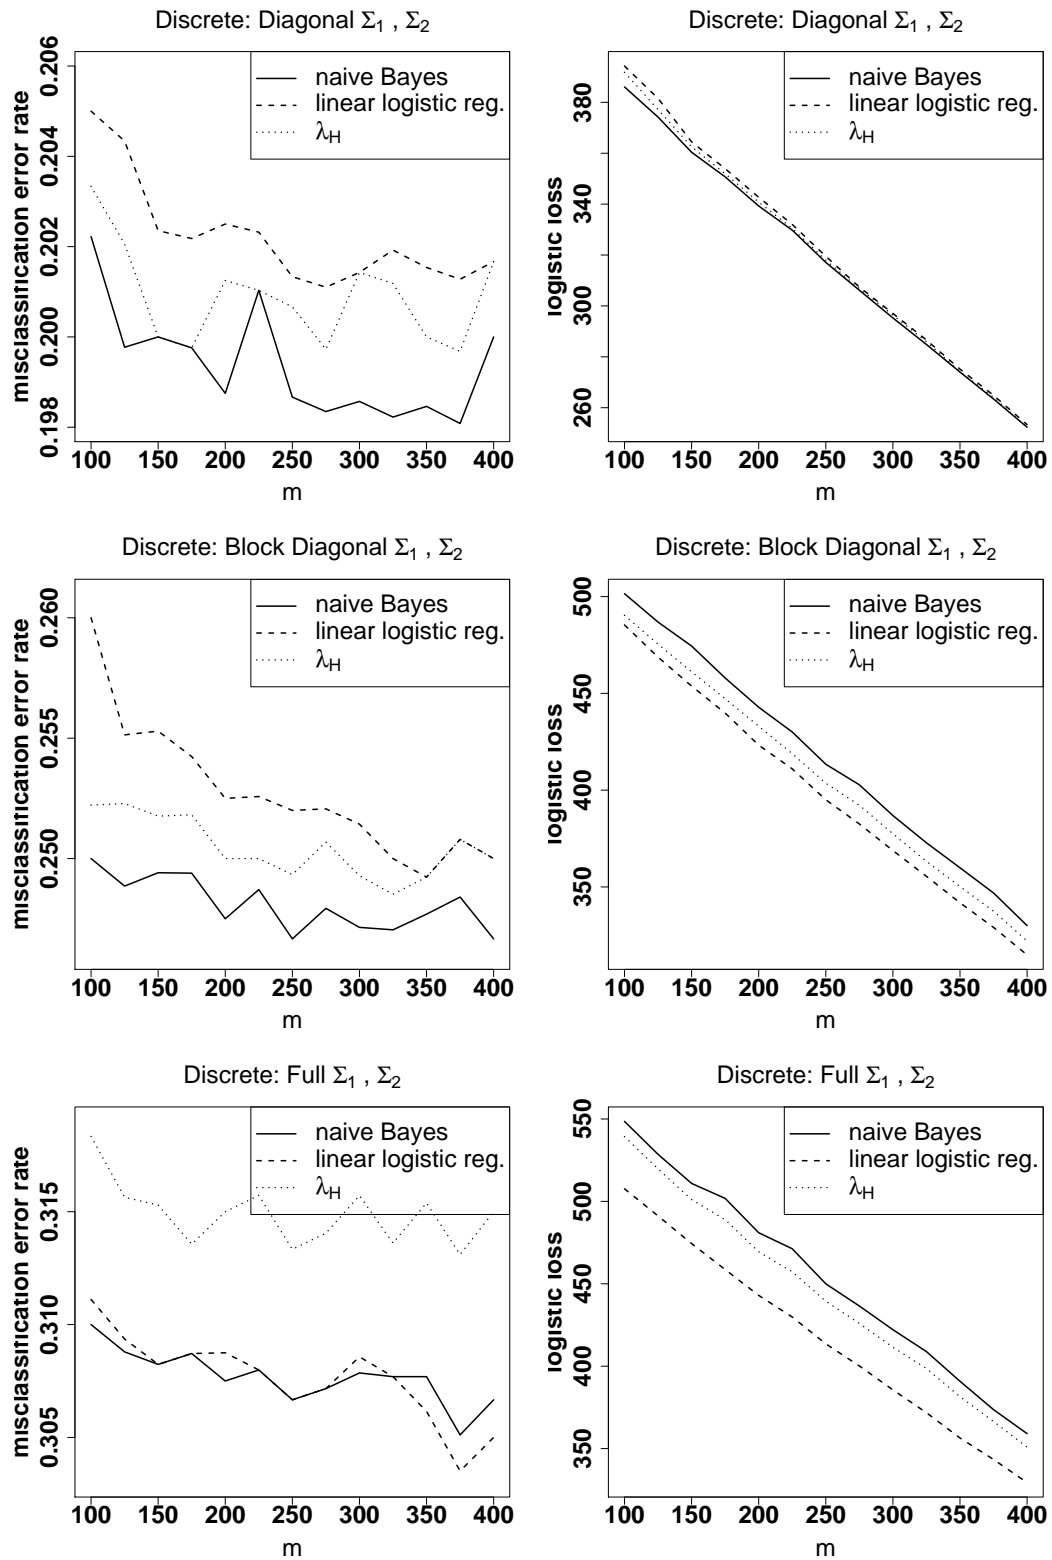 Discrete: Diagonal Σ1 , Σ2
misclassification error rate
0.206
0.204
0.202
0.200
0.198
naive Bayes
linear logistic reg.
λH
100 150 200 250 300 350 400
m
Discrete: Diagonal Σ1 , Σ2
logistic loss
380
340
300
260
naive Bayes
linear logistic reg.
λH
100 150 200 250 300 350 400
m
Discrete: Block Diagonal Σ1 , Σ2
misclassification error rate
0.260
0.255
0.250
naive Bayes
linear logistic reg.
λH
100 150 200 250 300 350 400
m
Discrete: Block Diagonal Σ1 , Σ2
logistic loss
500
450
400
350
naive Bayes
linear logistic reg.
λH
100 150 200 250 300 350 400
m
Discrete: Full Σ1 , Σ2
misclassification error rate
0.315
0.310
0.305
naive Bayes
linear logistic reg.
λH
100 150 200 250 300 350 400
m
Discrete: Full Σ1 , Σ2
logistic loss
550
500
450
400
350
naive Bayes
linear logistic reg.
λH
100 150 200 250 300 350 400
m